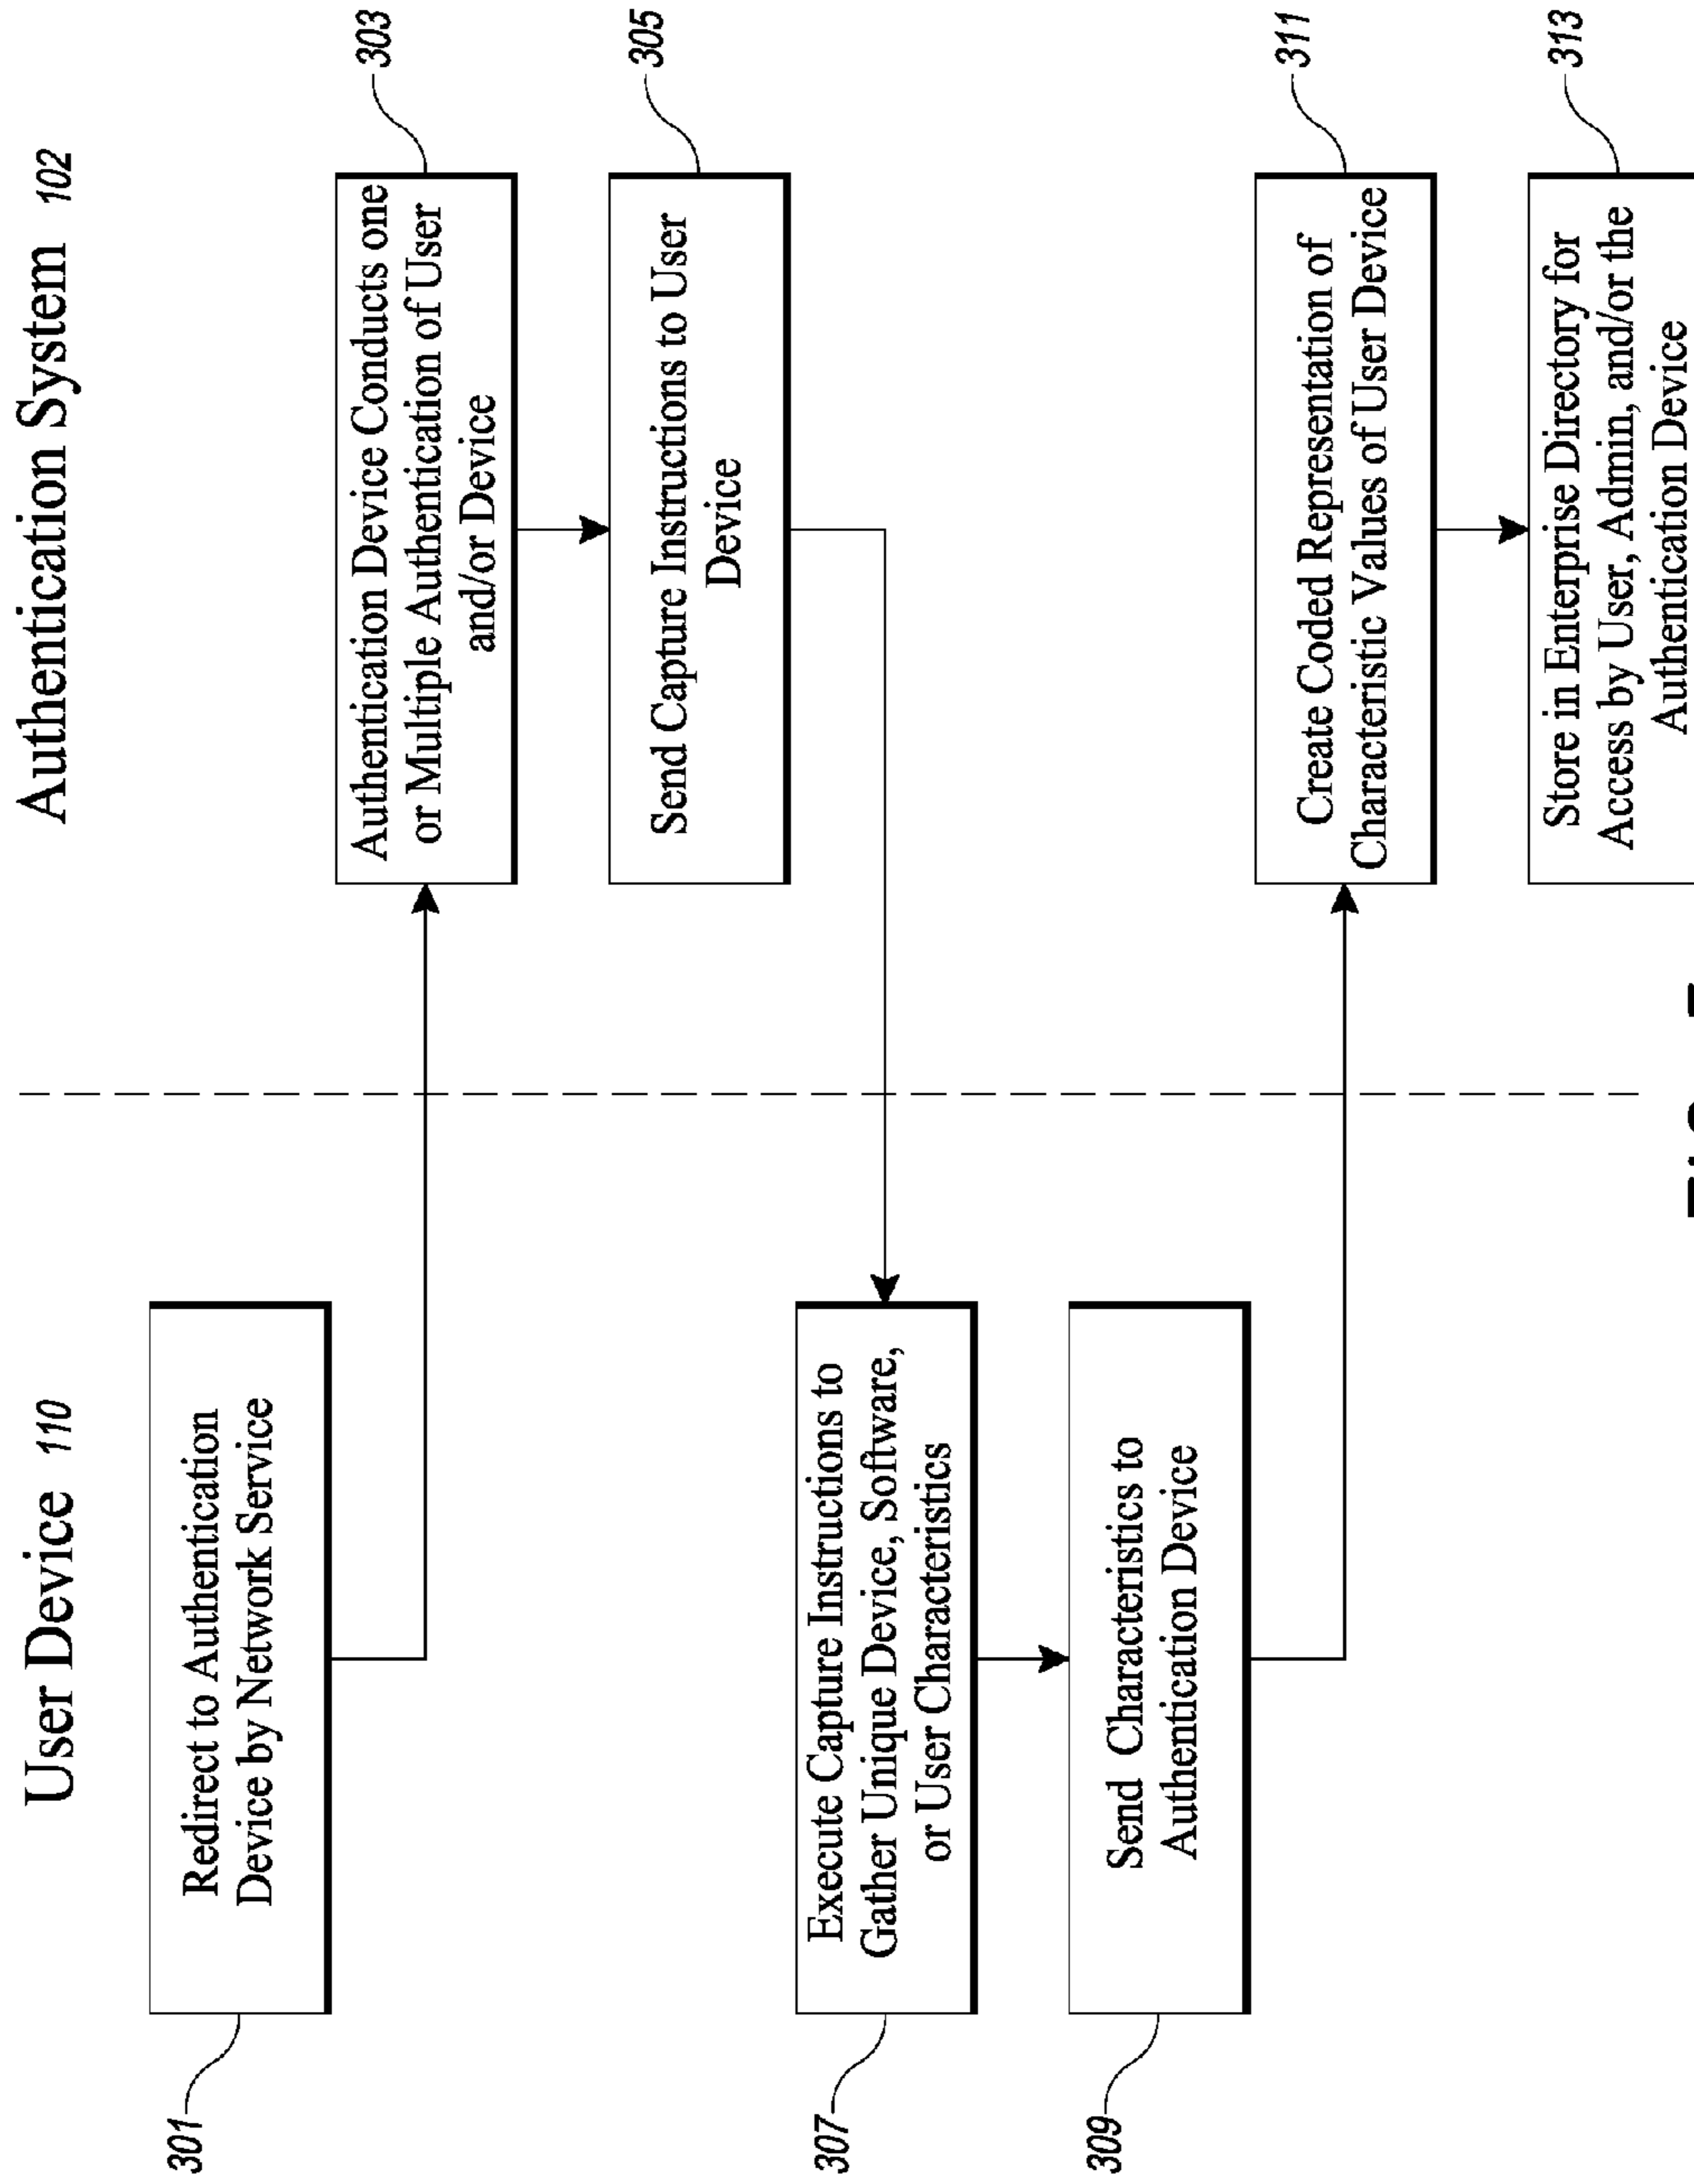 User Device 110
Authentication System 102
301
Redirect to Authentication
Device by Network Service
303
Authentication Device Conducts one
or Multiple Authentication of User
and/or Device
305
Send Capture Instructions to User
Device
307
Execute Capture Instructions to
Gather Unique Device, Software,
or User Characteristics
309
Send Characteristics to
Authentication Device
311
Create Coded Representation of
Characteristic Values of User Device
313
Store in Enterprise Directory for
Access by User, Admin, and/or the
Authentication Device